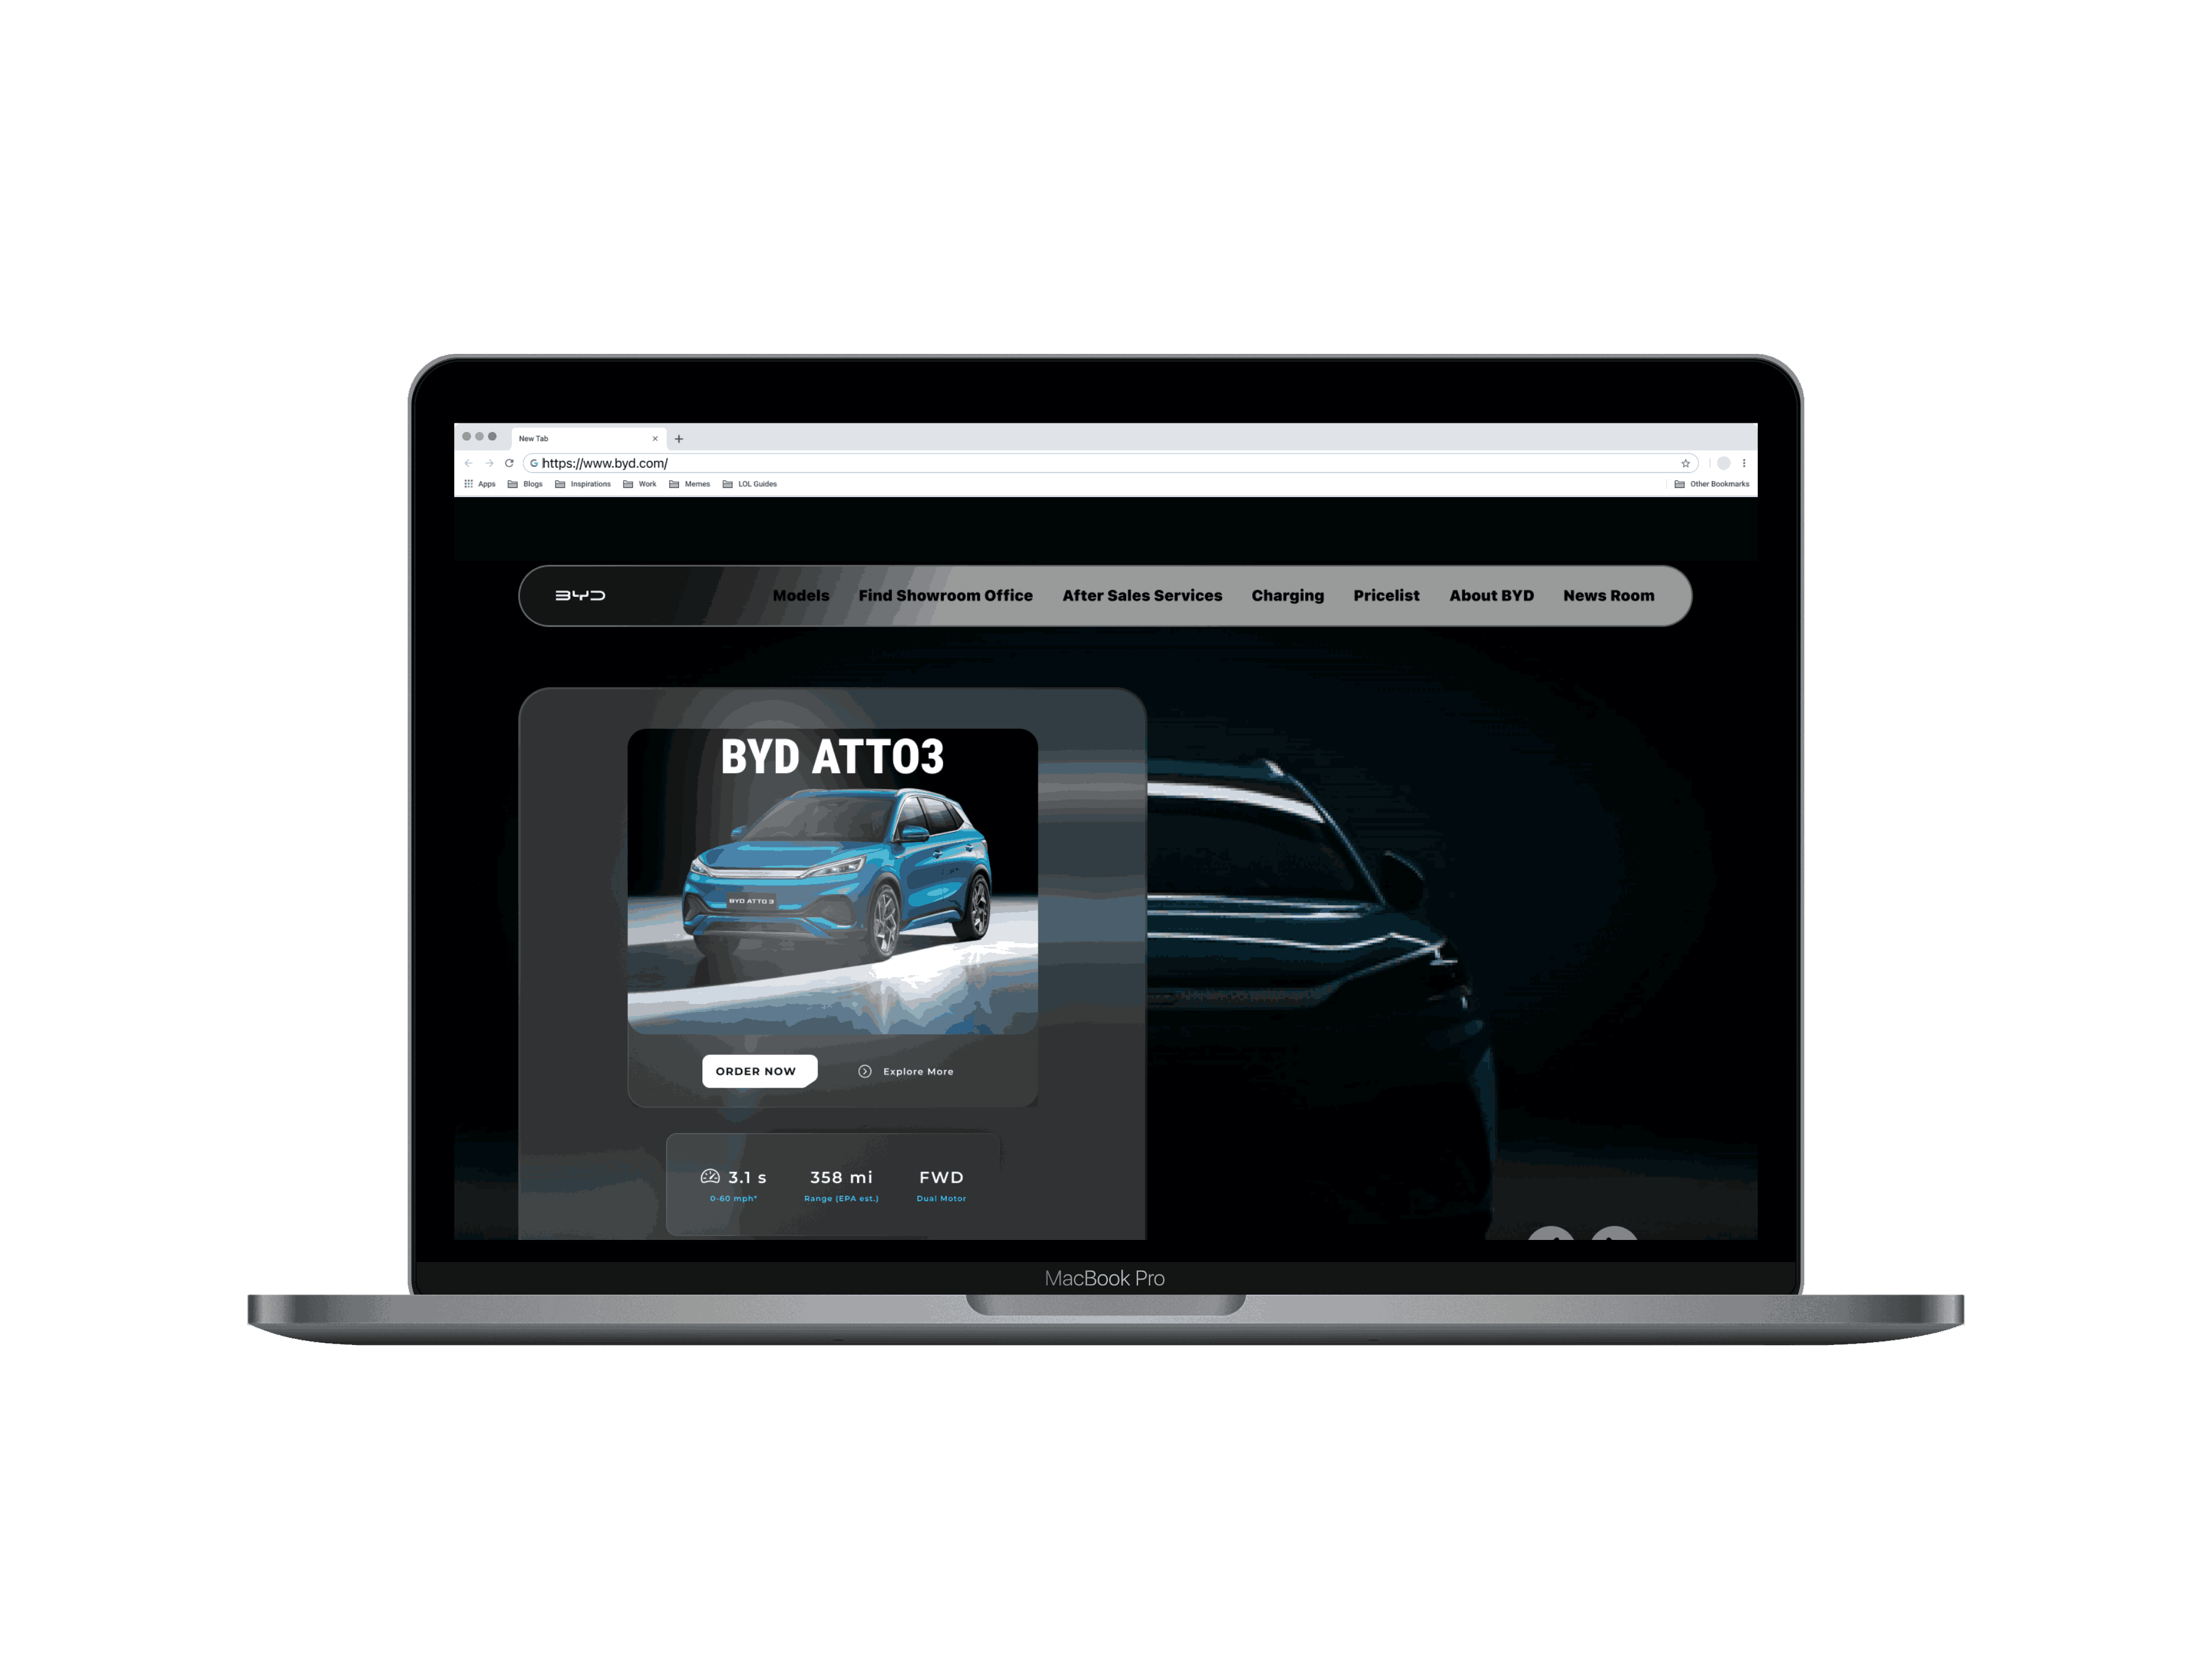 New Tab
https://www.byd.com/
Apps Blogs Inspirations Work Memes LOL Guides Other Bookmarks
BYD Models Find Showroom Office After Sales Services Charging Pricelist About BYD News Room
BYD ATTO3
BYD ATTO 3
ORDER NOW Explore More
3.1 s 358 mi FWD
0-60 mph* Range (EPA est.) Dual Motor
MacBook Pro